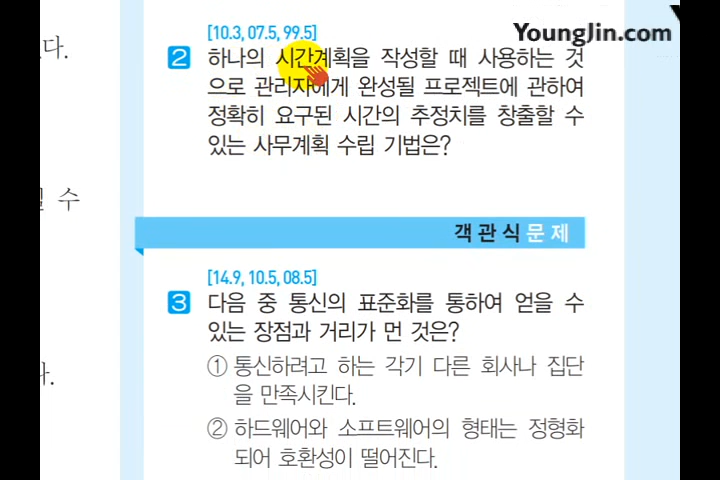 YoungJin.com
다.
[10.3, 07.5, 99.5]
2 하나의 시간계획을 작성할 때 사용하는 것
으로 관리자에게 완성될 프로젝트에 관하여
정확히 요구된 시간의 추정치를 창출할 수
있는 사무계획 수립 기법은?
수
객관식 문제
[14.9, 10.5, 08.5]
3 다음 중 통신의 표준화를 통하여 얻을 수
있는 장점과 거리가 먼 것은?
① 통신하려고 하는 각기 다른 회사나 집단
을 만족시킨다.
② 하드웨어와 소프트웨어의 형태는 정형화
되어 호환성이 떨어진다.